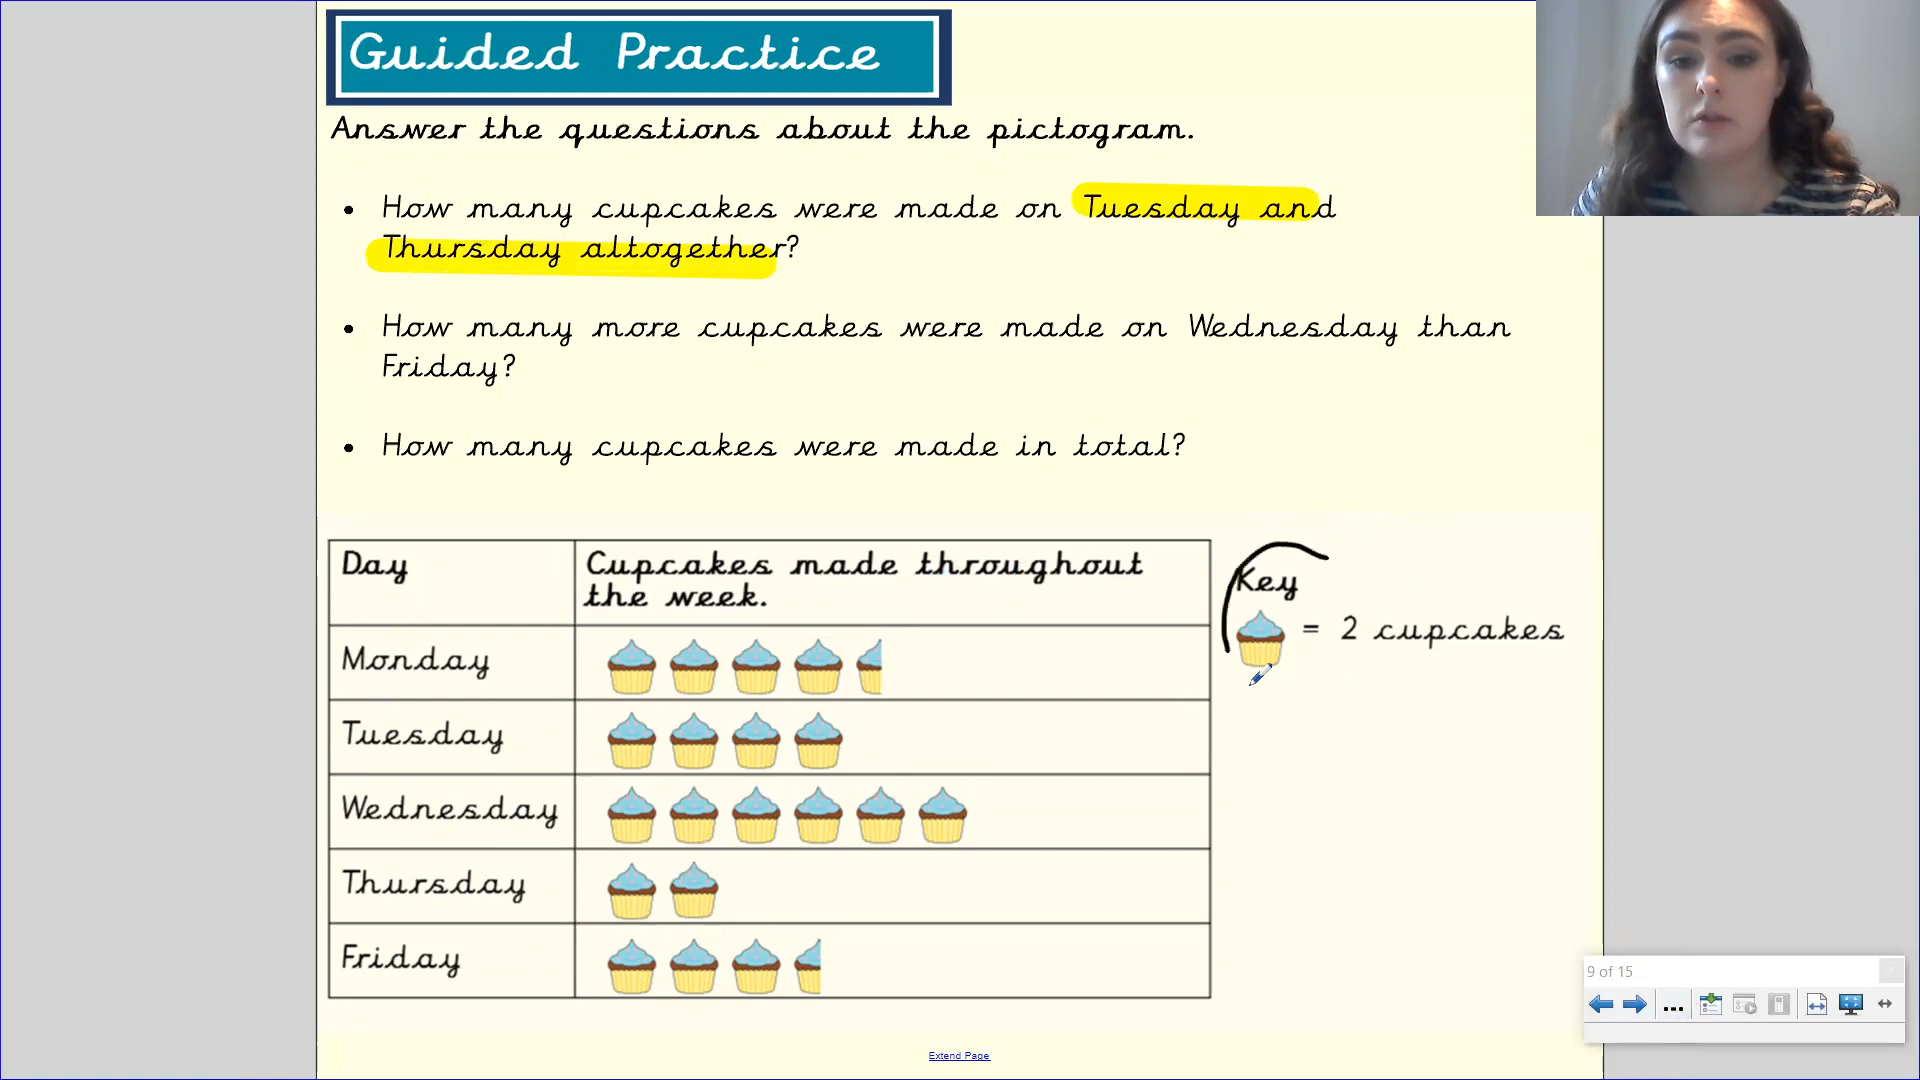 Guided Practice
Answer the questions about the pictogram.
• How many cupcakes were made on Tuesday and
Thursday altogether?
• How many more cupcakes were made on Wednesday than
Friday?
• How many cupcakes were made in total?
Day
Cupcakes made throughout
the week.
Key
= 2 cupcakes
Monday
Tuesday
Wednesday
Thursday
Friday
9 of 15
Extend Page